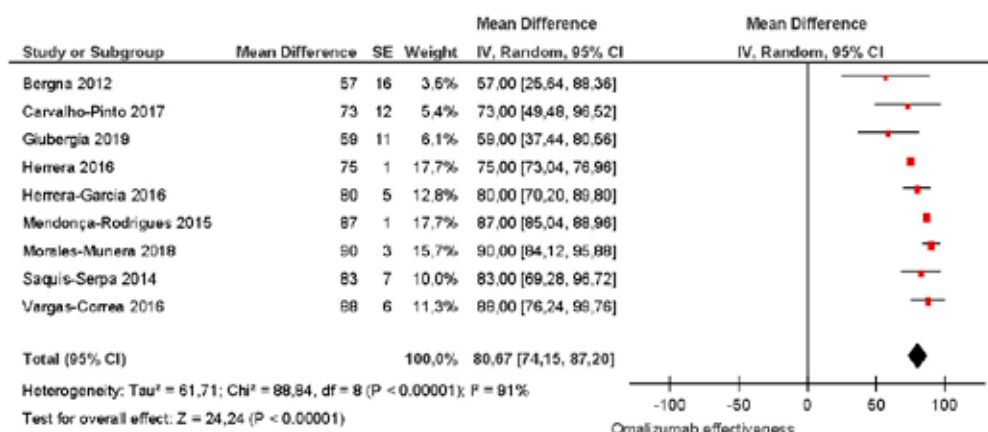 Mean Difference Mean Difference
Study or Subgroup Mean Difference SE Weight IV, Random, 95% CI IV, Random, 95% CI
Bergna 2012 57 16 3,5% 57,00 [25,64, 88,36]
Carvalho-Pinto 2017 73 12 5,4% 73,00 [49,48, 96,52]
Giubergia 2019 59 11 6,1% 59,00 [37,44, 80,56]
Herrera 2016 75 1 17,7% 75,00 [73,04, 76,96]
Herrera-Garcia 2016 80 5 12,8% 80,00 [70,20, 89,80]
Mendonça-Rodrigues 2015 87 1 17,7% 87,00 [85,04, 88,96]
Morales-Munera 2018 90 3 15,7% 90,00 [84,12, 95,88]
Saquis-Serpa 2014 83 7 10,0% 83,00 [69,28, 96,72]
Vargas-Correa 2016 88 6 11,3% 88,00 [76,24, 99,76]
Total (95% CI) 100,0% 80,67 [74,15, 87,20]
Heterogeneity: Tau² = 61,71; Chi² = 88,84, df = 8 (P < 0.00001); I² = 91%
Test for overall effect: Z = 24,24 (P < 0.00001)
-100 -50 0 50 100
Omalizumab effectiveness